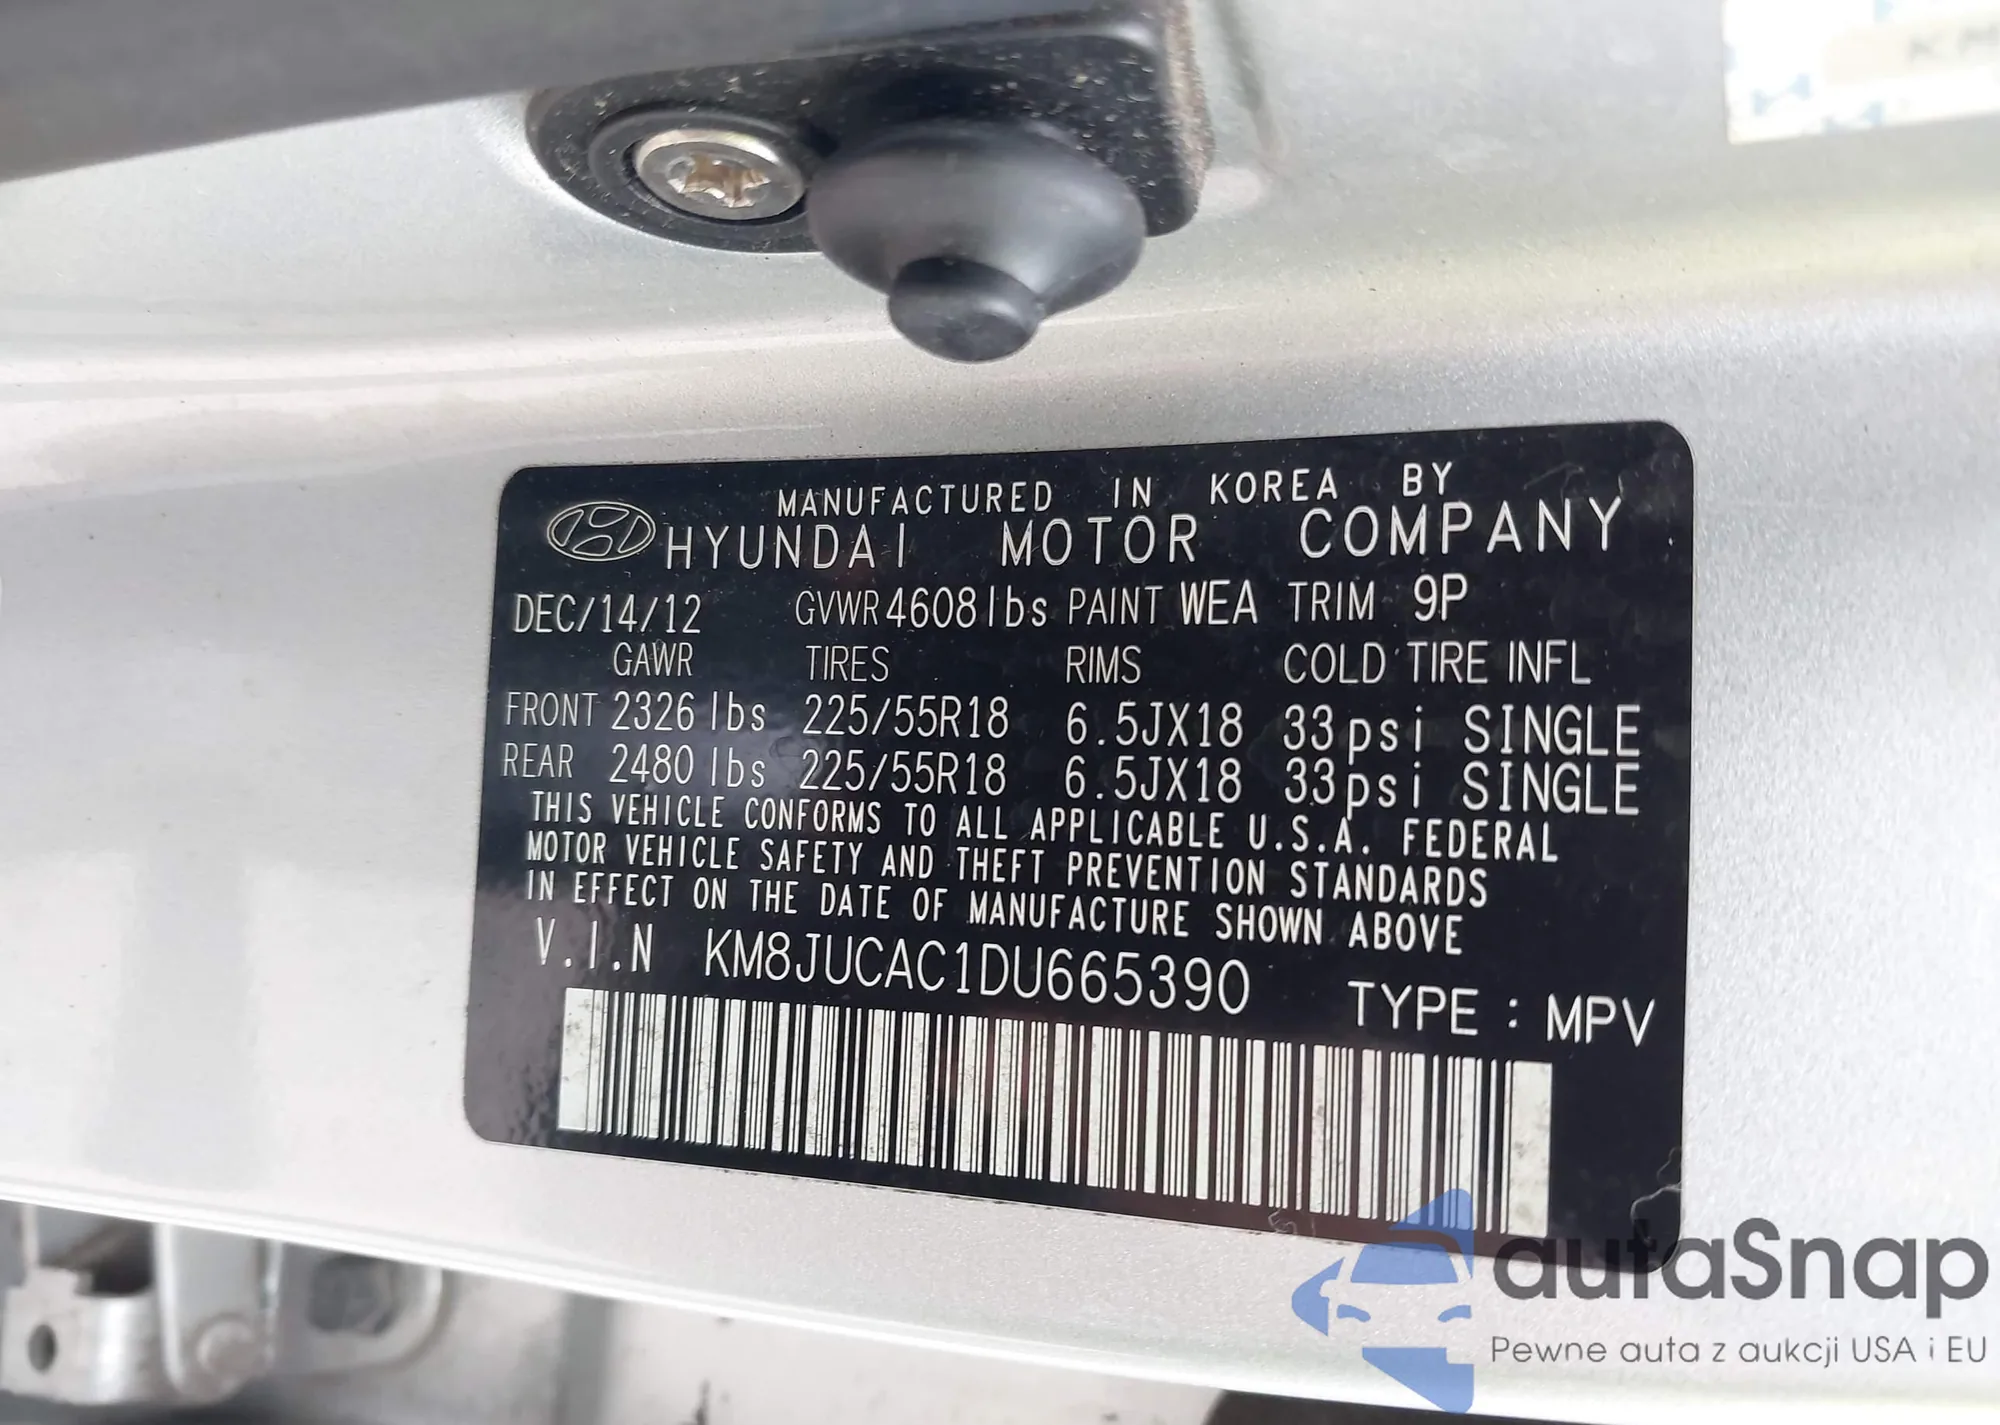 KM
MANUFACTURED IN KOREA BY
HYUNDAI MOTOR COMPANY
DEC/14/12 GVWR 4608lbs PAINT WEA TRIM 9P
GAWR TIRES RIMS COLD TIRE INFL
FRONT 2326 lbs 225/55R18 6.5JX18 33psi SINGLE
REAR 2480 lbs 225/55R18 6.5JX18 33psi SINGLE
THIS VEHICLE CONFORMS TO ALL APPLICABLE U.S.A. FEDERAL
MOTOR VEHICLE SAFETY AND THEFT PREVENTION STANDARDS
IN EFFECT ON THE DATE OF MANUFACTURE SHOWN ABOVE
V.I.N KM8JUCAC1DU665390 TYPE : MPV
autaSnap
Pewne auta z aukcji USA i EU